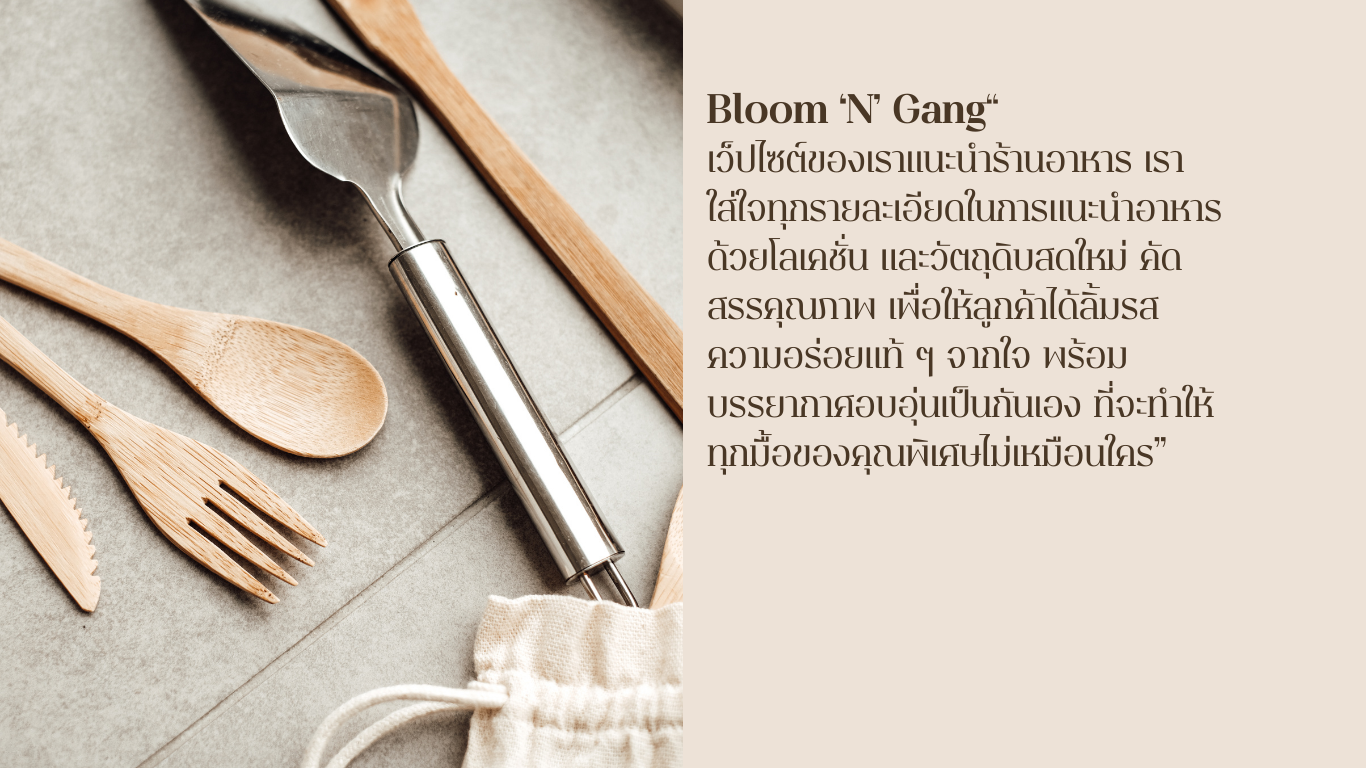 Bloom ‘N’ Gang“
เว็ปไซต์ของเราแนะนำร้านอาหาร เรา
ใส่ใจทุกรายละเอียดในการแนะนำอาหาร
ด้วยโลเคชั่น และวัตถุดิบสดใหม่ คัด
สรรคุณภาพ เพื่อให้ลูกค้าได้ลิ้มรส
ความอร่อยแท้ ๆ จากใจ พร้อม
บรรยากาศอบอุ่นเป็นกันเอง ที่จะทำให้
ทุกมื้อของคุณพิเศษไม่เหมือนใคร”